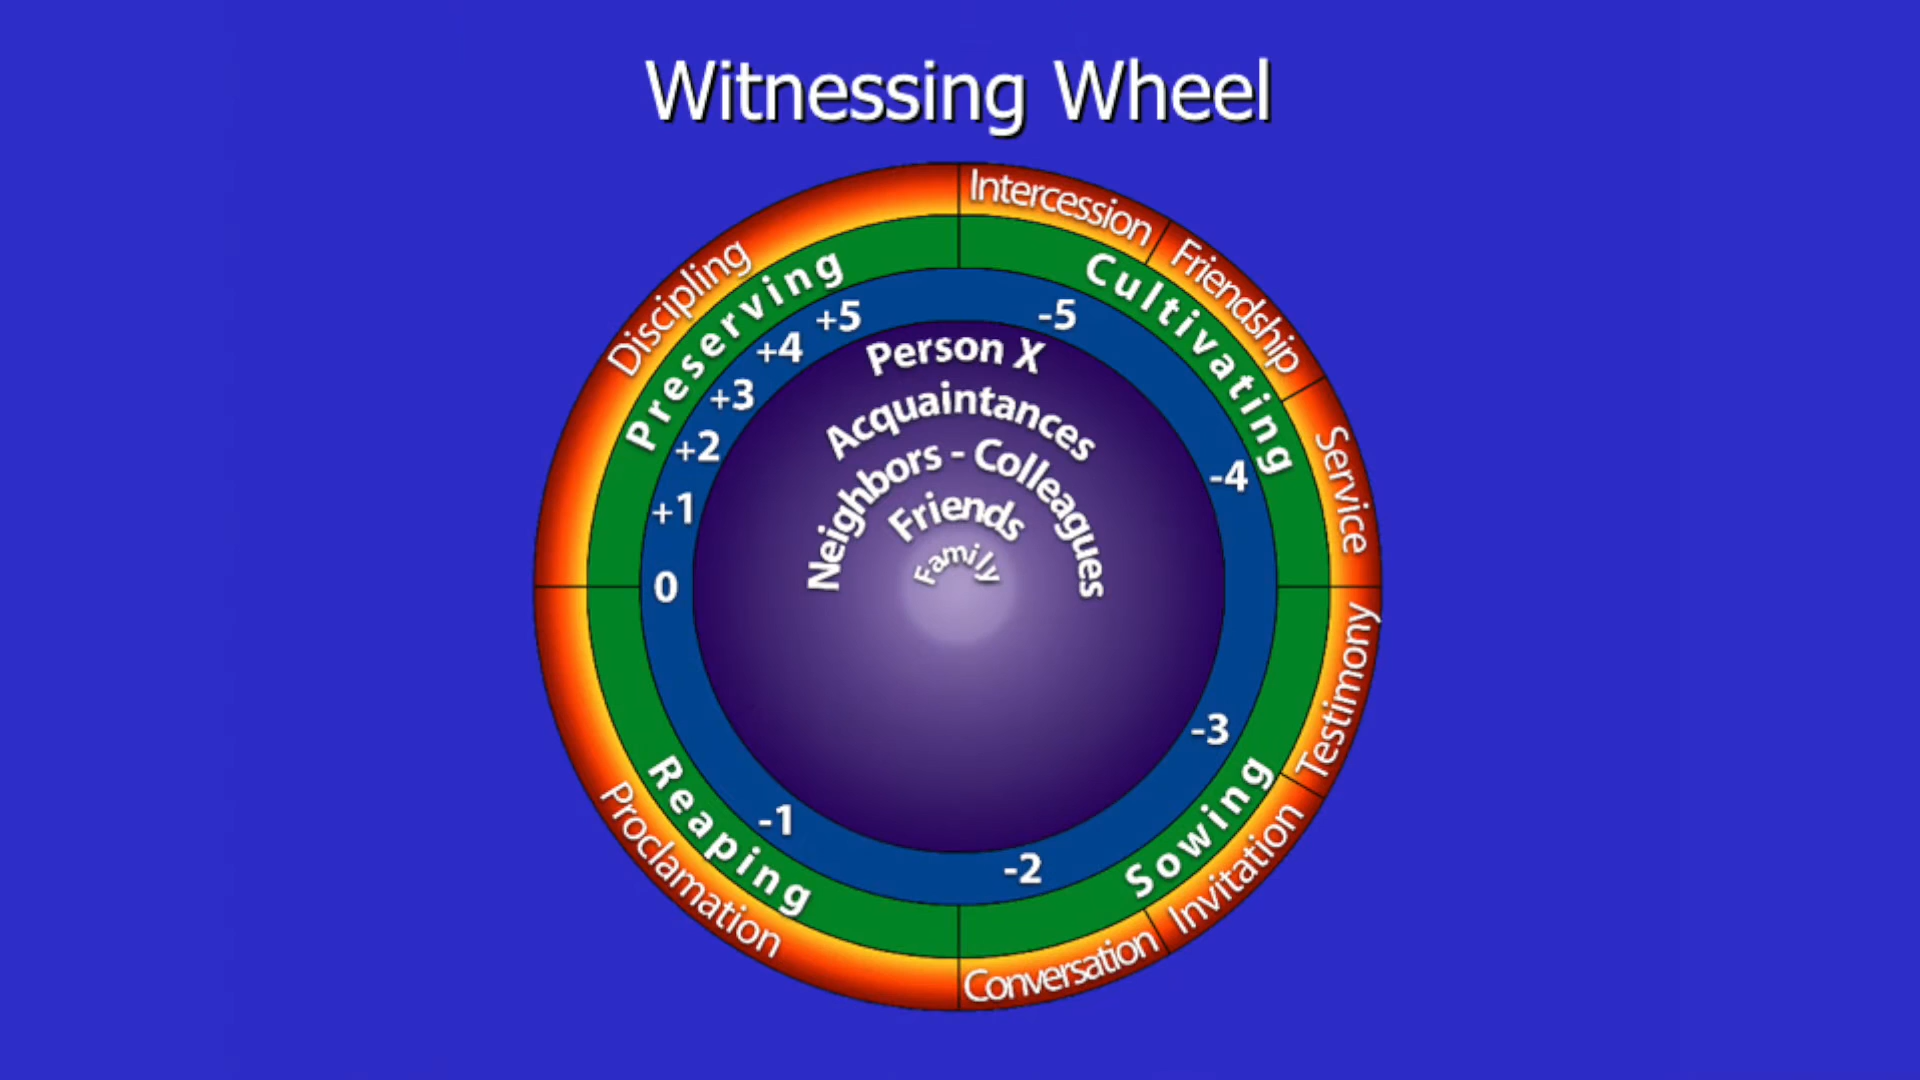 Witnessing Wheel
Intercession
Friendship
Service
Testimony
Invitation
Conversation
Proclamation
Discipling
Cultivating
Sowing
Reaping
Preserving
-5
-4
-3
-2
-1
0
+1
+2
+3
+4
+5
Person X
Acquaintances
Neighbors - Colleagues
Friends
Family